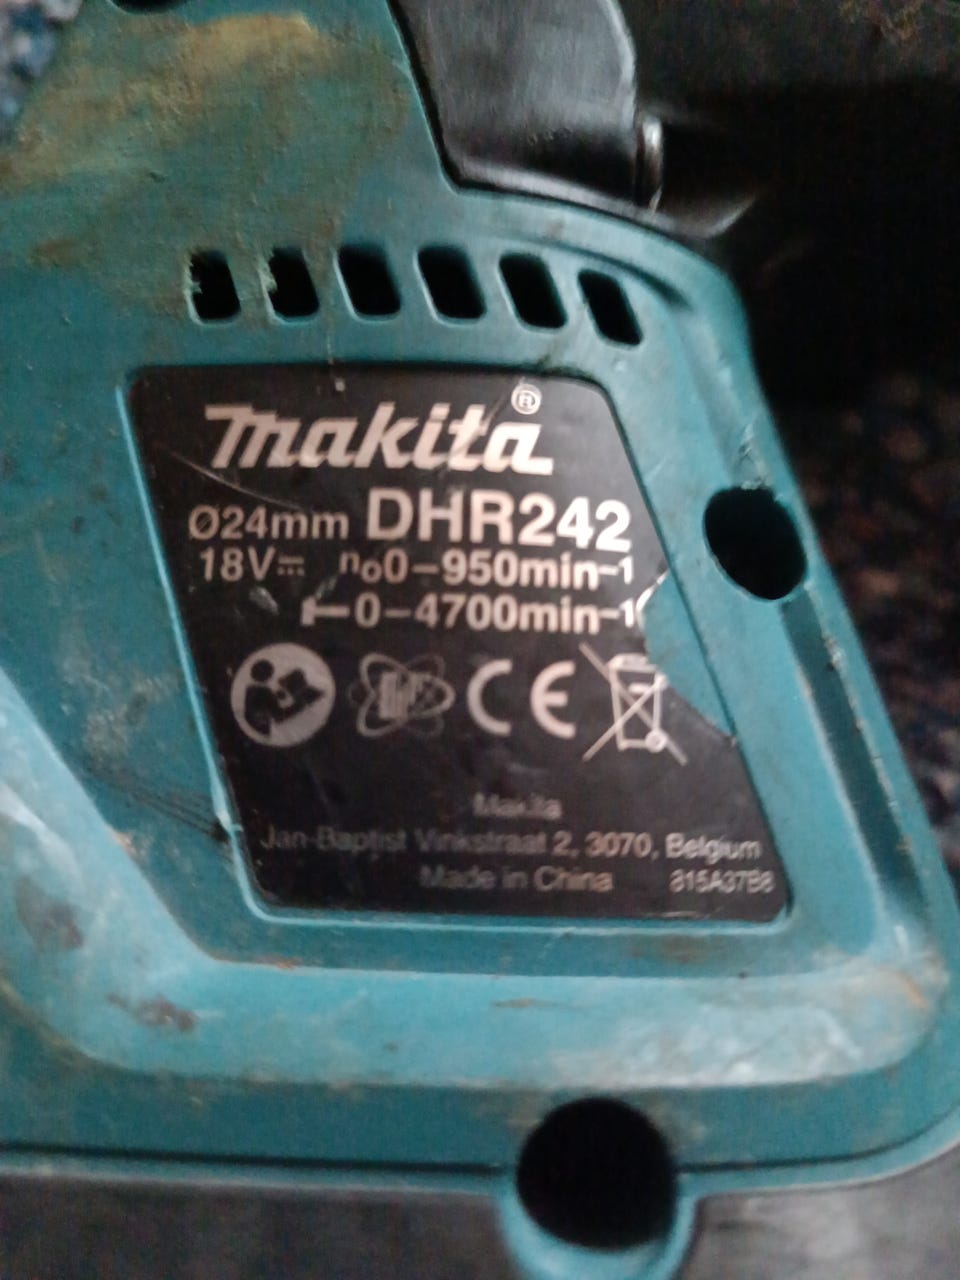 makita®
Ø24mm DHR242
18V⎓ n₀0-950min-1
0-4700min-1
CE
Makita
Jan-Baptist Vinkstraat 2, 3070, Belgium
Made in China 815A37B8